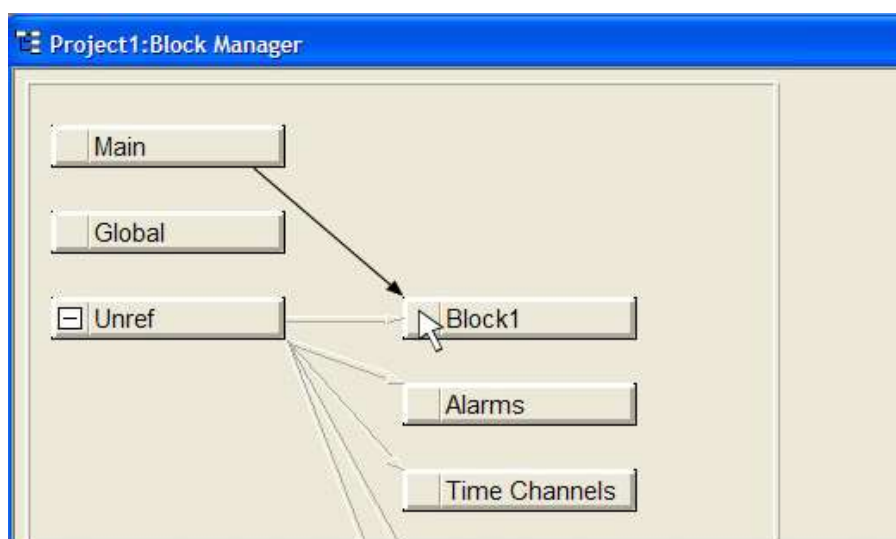 Project1:Block Manager
Main
Global
Unref
Block1
Alarms
Time Channels